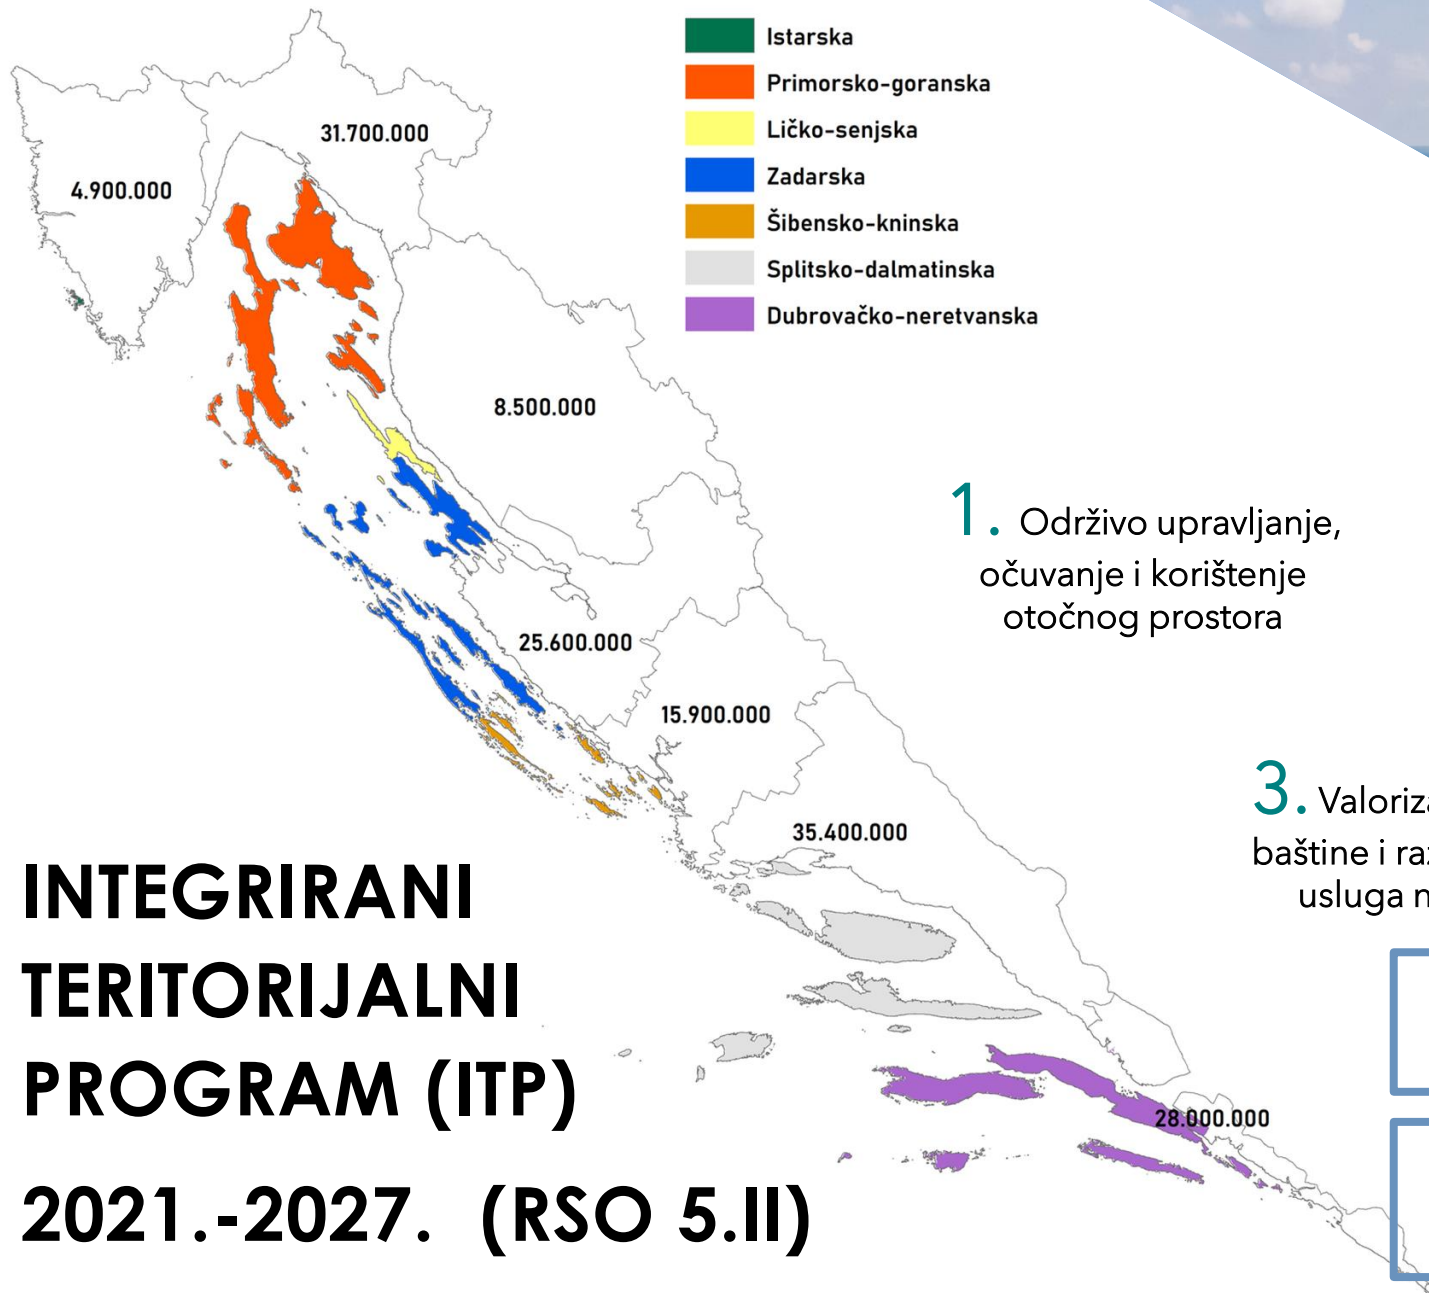 Istarska
Primorsko-goranska
Ličko-senjska
Zadarska
Šibensko-kninska
Splitsko-dalmatinska
Dubrovačko-neretvanska
31.700.000
4.900.000
8.500.000
25.600.000
15.900.000
35.400.000
28.000.000
1. Održivo upravljanje,
očuvanje i korištenje
otočnog prostora
3.
baštine i
usluga
INTEGRIRANI
TERITORIJALNI
PROGRAM (ITP)
2021.-2027. (RSO 5.II)